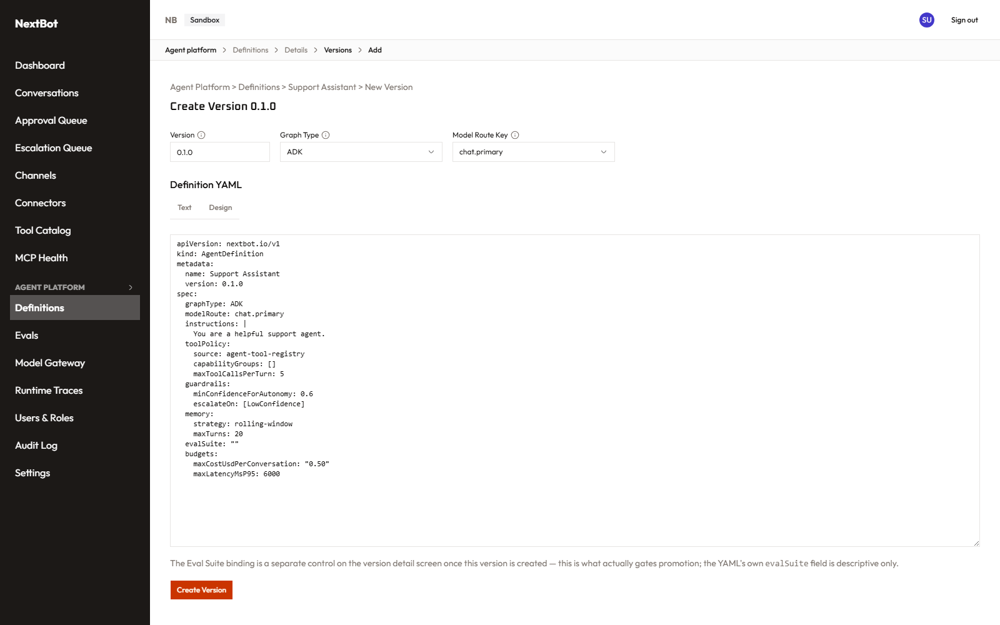 NextBot
Dashboard
Conversations
Approval Queue
Escalation Queue
Channels
Connectors
Tool Catalog
MCP Health
AGENT PLATFORM
Definitions
Evals
Model Gateway
Runtime Traces
Users & Roles
Audit Log
Settings
NB Sandbox
SU Sign out
Agent platform > Definitions > Details > Versions > Add
Agent Platform > Definitions > Support Assistant > New Version
Create Version 0.1.0
Version Graph Type Model Route Key
0.1.0 ADK chat.primary
Definition YAML
Text Design
apiVersion: nextbot.io/v1
kind: AgentDefinition
metadata:
  name: Support Assistant
  version: 0.1.0
spec:
  graphType: ADK
  modelRoute: chat.primary
  instructions: |
    You are a helpful support agent.
  toolPolicy:
    source: agent-tool-registry
    capabilityGroups: []
    maxToolCallsPerTurn: 5
  guardrails:
    minConfidenceForAutonomy: 0.6
    escalateOn: [LowConfidence]
  memory:
    strategy: rolling-window
    maxTurns: 20
  evalSuite: ""
  budgets:
    maxCostUsdPerConversation: "0.50"
    maxLatencyMsP95: 6000
The Eval Suite binding is a separate control on the version detail screen once this version is created — this is what actually gates promotion; the YAML's own evalSuite field is descriptive only.
Create Version